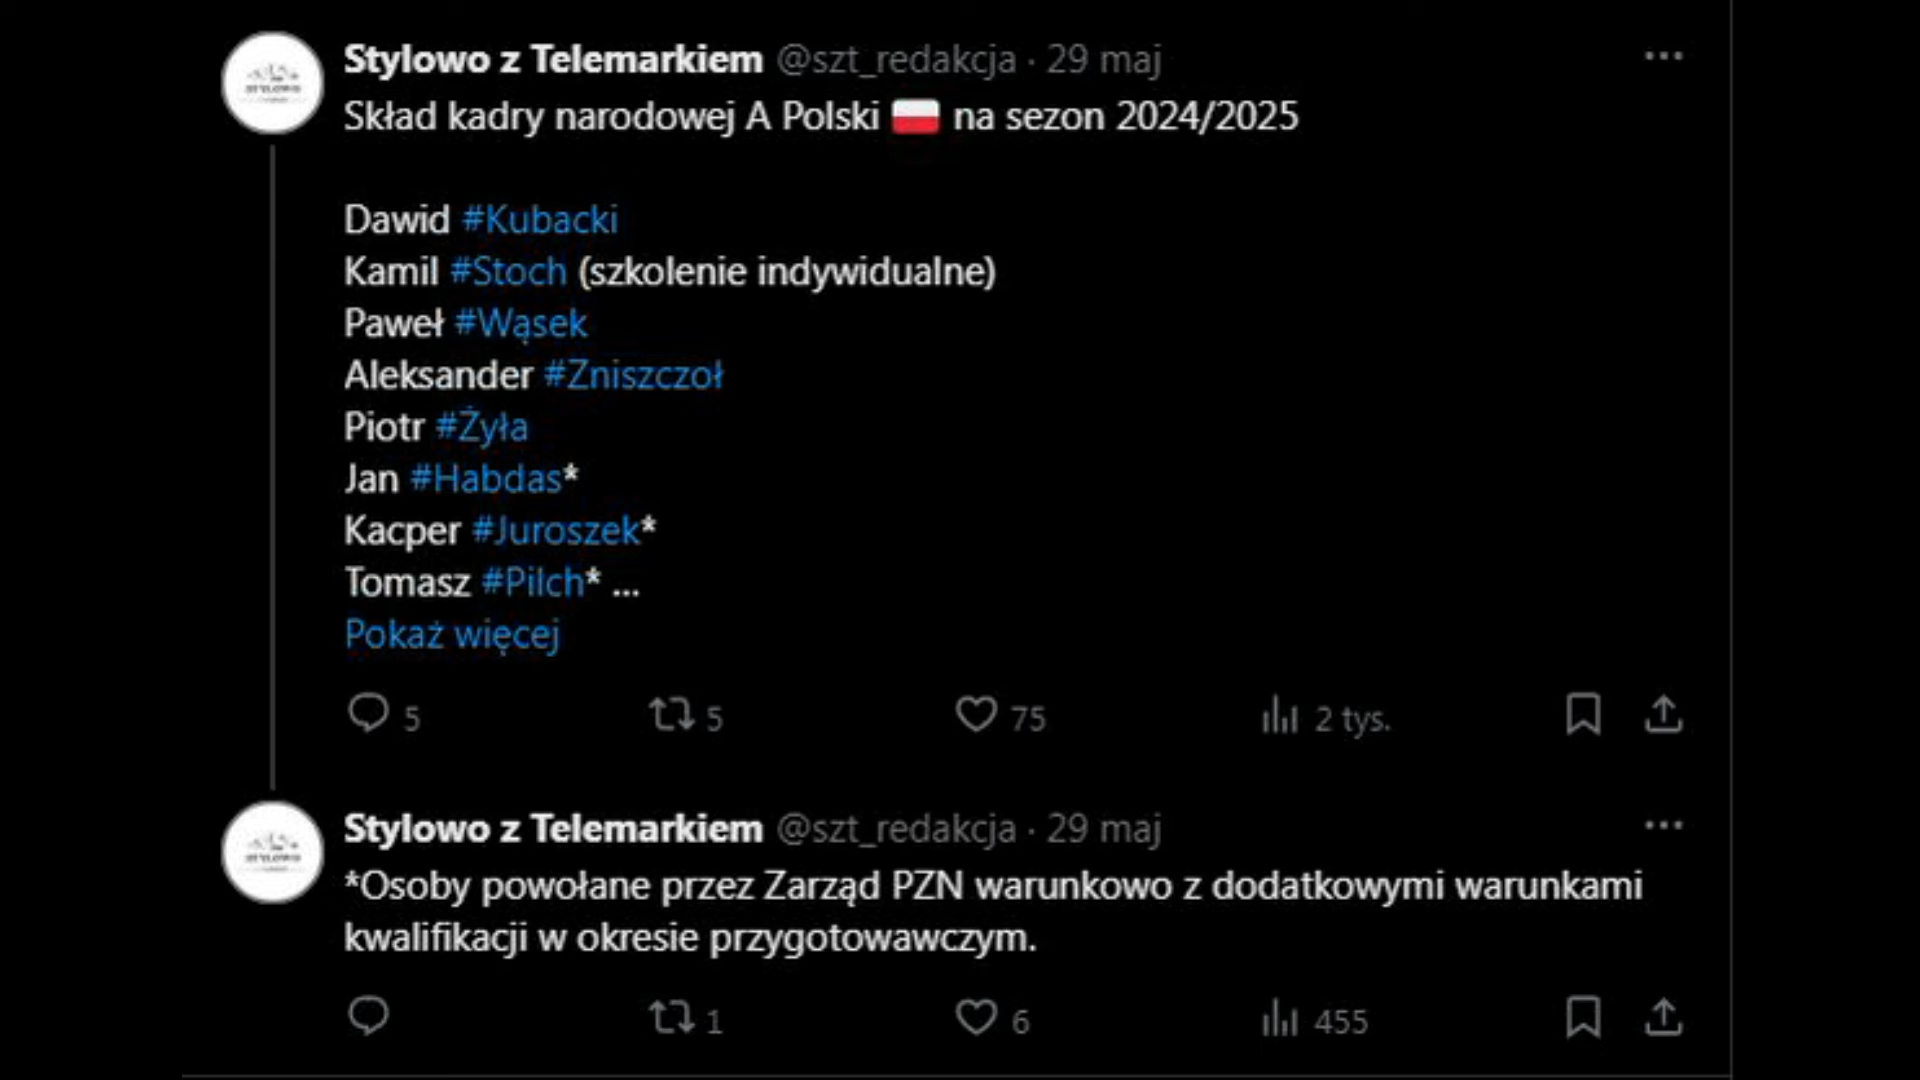 Stylowo z Telemarkiem @szt_redakcja · 29 maj
Skład kadry narodowej A Polski 🇵🇱 na sezon 2024/2025
Dawid #Kubacki
Kamil #Stoch (szkolenie indywidualne)
Paweł #Wąsek
Aleksander #Zniszczoł
Piotr #Żyła
Jan #Habdas*
Kacper #Juroszek*
Tomasz #Pilch* ...
Pokaż więcej
5 5 75 2 tys.
Stylowo z Telemarkiem @szt_redakcja · 29 maj
*Osoby powołane przez Zarząd PZN warunkowo z dodatkowymi warunkami
kwalifikacji w okresie przygotowawczym.
1 6 455